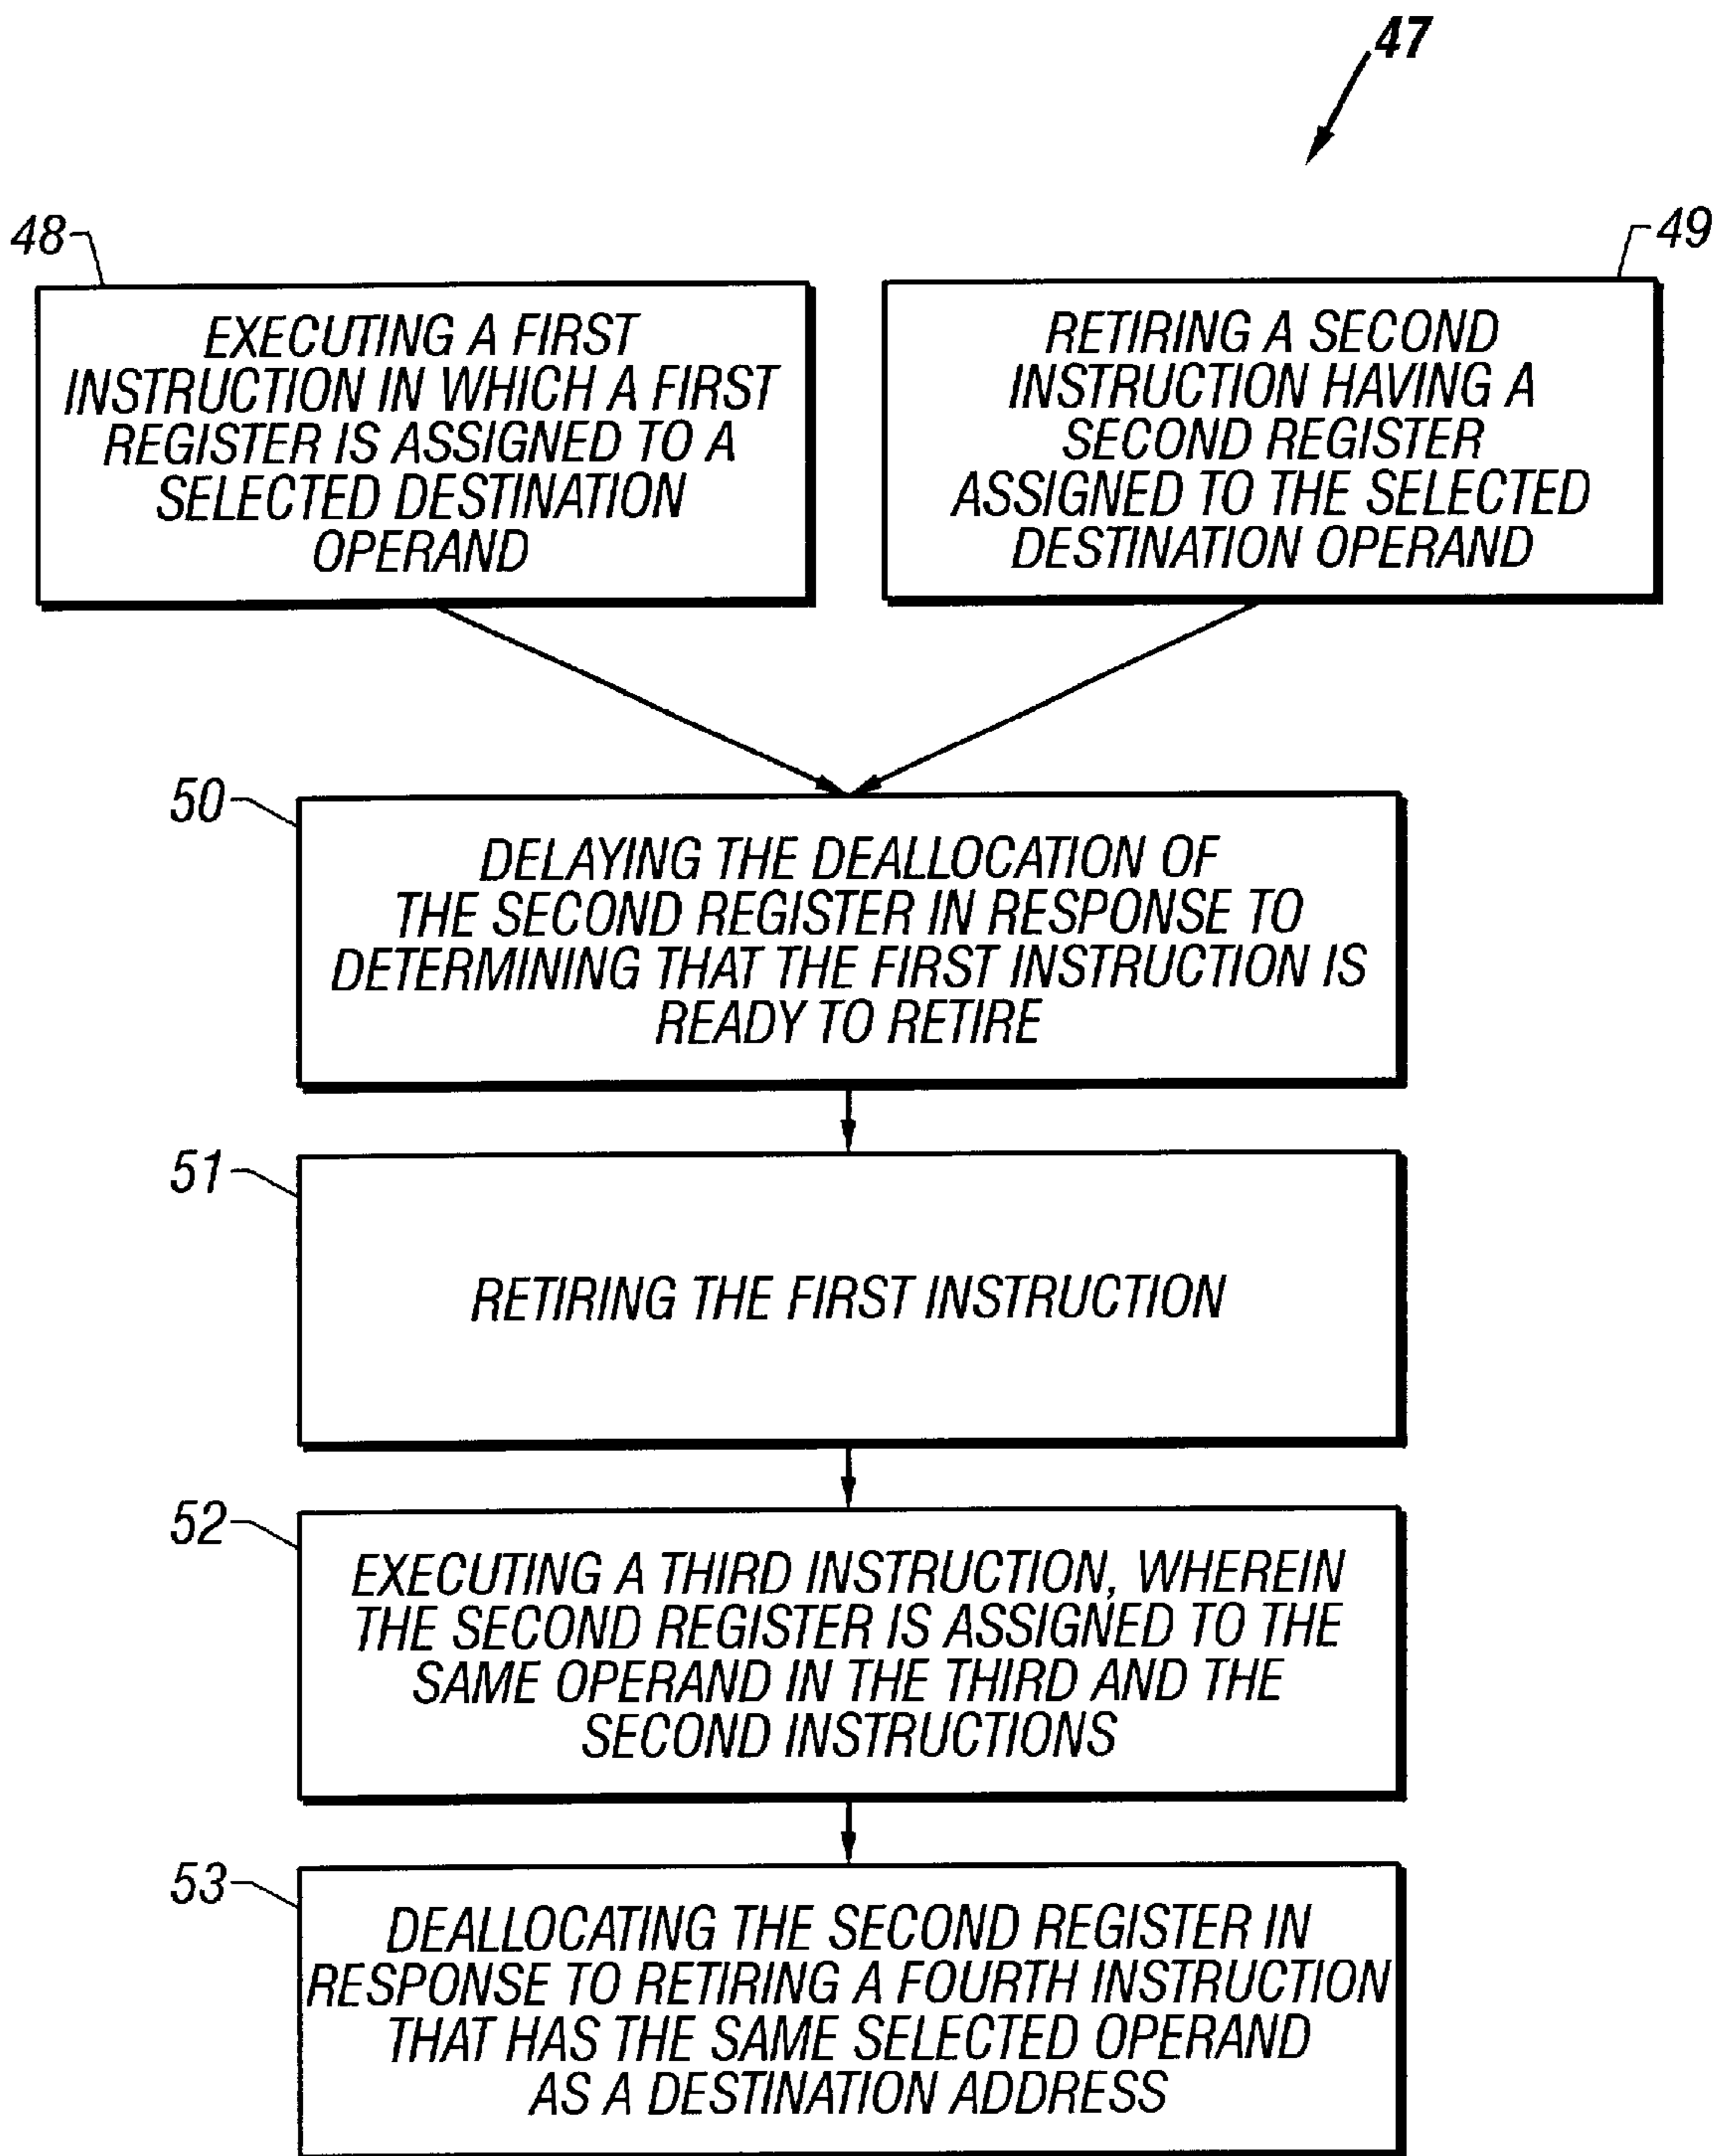 47
48
49
EXECUTING A FIRST
INSTRUCTION IN WHICH A FIRST
REGISTER IS ASSIGNED TO A
SELECTED DESTINATION
OPERAND
RETIRING A SECOND
INSTRUCTION HAVING A
SECOND REGISTER
ASSIGNED TO THE SELECTED
DESTINATION OPERAND
50
DELAYING THE DEALLOCATION OF
THE SECOND REGISTER IN RESPONSE TO
DETERMINING THAT THE FIRST INSTRUCTION IS
READY TO RETIRE
51
RETIRING THE FIRST INSTRUCTION
52
EXECUTING A THIRD INSTRUCTION, WHEREIN
THE SECOND REGISTER IS ASSIGNED TO THE
SAME OPERAND IN THE THIRD AND THE
SECOND INSTRUCTIONS
53
DEALLOCATING THE SECOND REGISTER IN
RESPONSE TO RETIRING A FOURTH INSTRUCTION
THAT HAS THE SAME SELECTED OPERAND
AS A DESTINATION ADDRESS